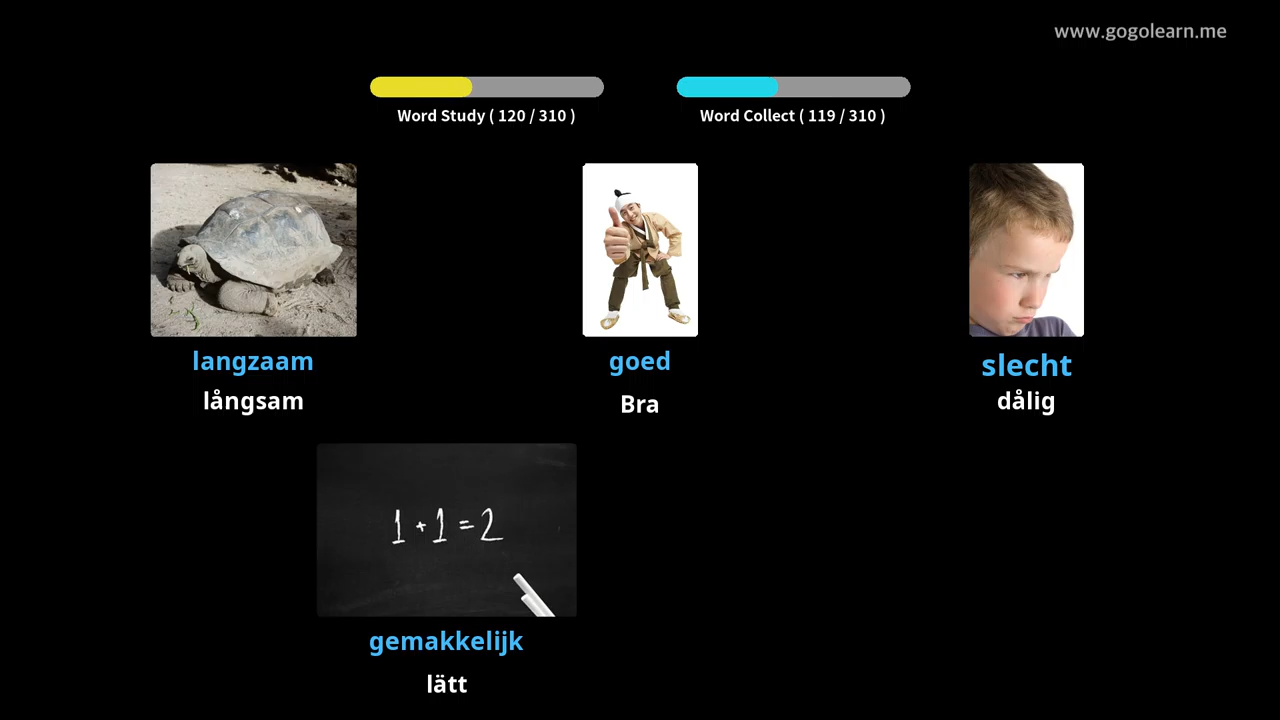 www.gogolearn.me
Word Study ( 120 / 310 )
Word Collect ( 119 / 310 )
langzaam
långsam
goed
Bra
slecht
dålig
1 + 1 = 2
gemakkelijk
lätt